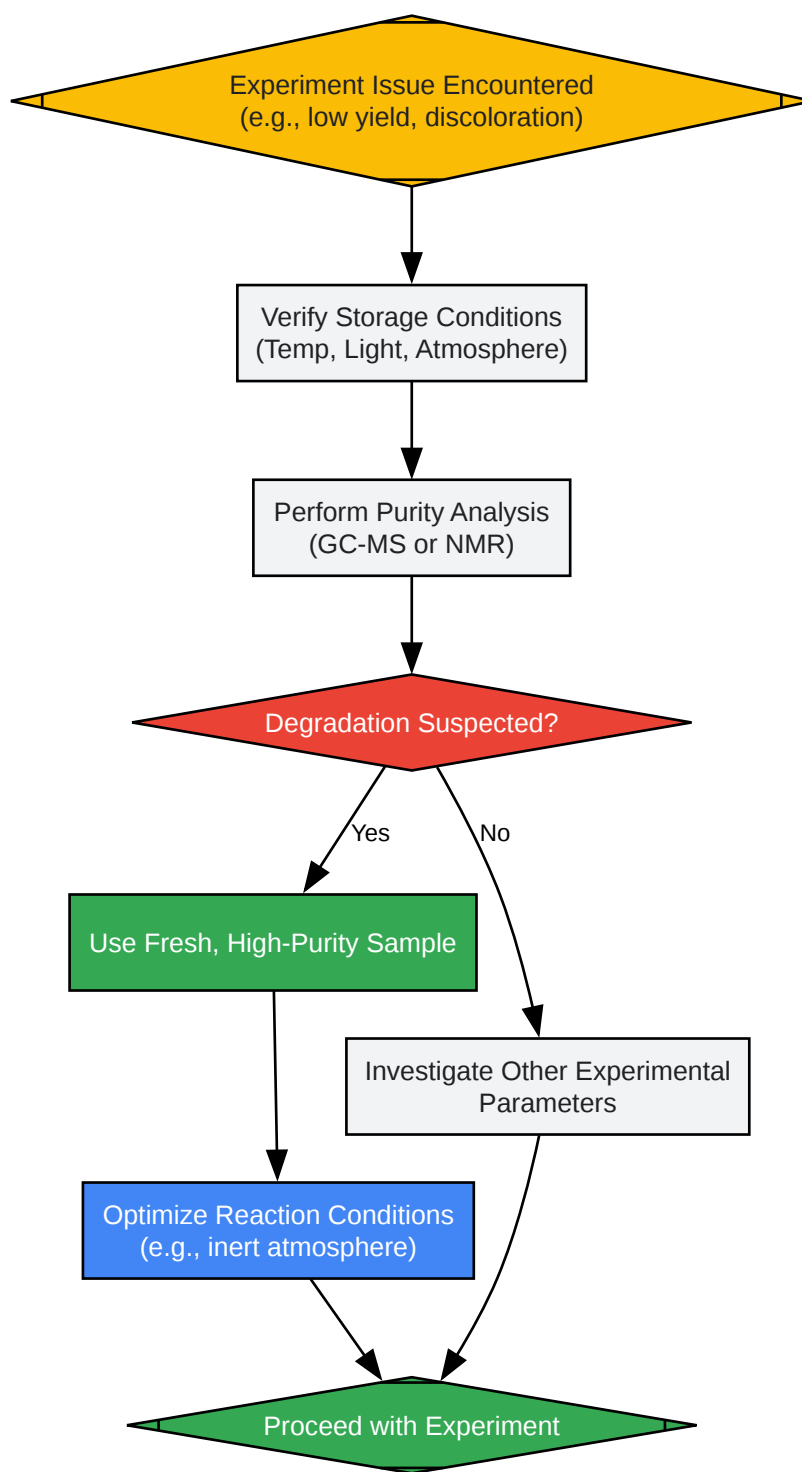 Experiment Issue Encountered
(e.g., low yield, discoloration)
Verify Storage Conditions
(Temp, Light, Atmosphere)
Perform Purity Analysis
(GC-MS or NMR)
Degradation Suspected?
Yes
No
Use Fresh, High-Purity Sample
Investigate Other Experimental
Parameters
Optimize Reaction Conditions
(e.g., inert atmosphere)
Proceed with Experiment